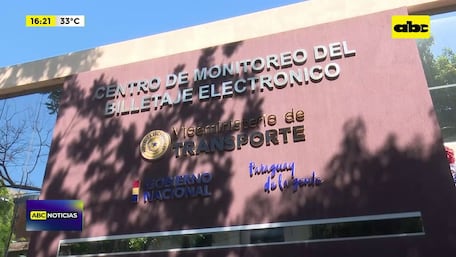 16:21 33°C
abc
CENTRO DE MONITOREO DEL
BILLETAJE ELECTRÓNICO
Viceministerio de
TRANSPORTE
GOBIERNO
NACIONAL
Paraguay
de la gente
ABC NOTICIAS